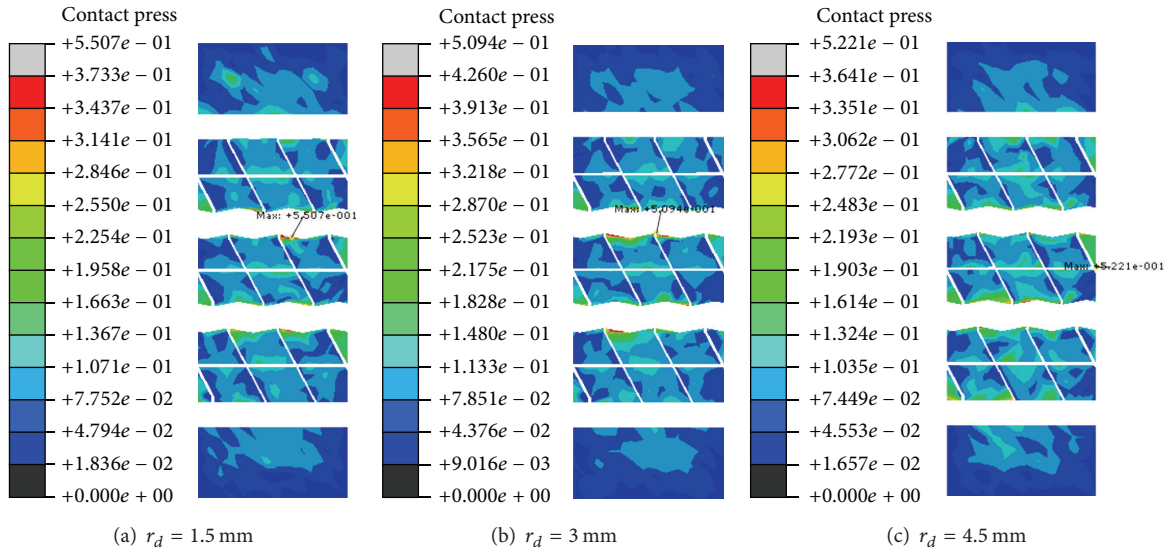 Contact press
+5.507e − 01
+3.733e − 01
+3.437e − 01
+3.141e − 01
+2.846e − 01
+2.550e − 01
+2.254e − 01
+1.958e − 01
+1.663e − 01
+1.367e − 01
+1.071e − 01
+7.752e − 02
+4.794e − 02
+1.836e − 02
+0.000e + 00
Max: +5.507e-001
(a) r_d = 1.5 mm
Contact press
+5.094e − 01
+4.260e − 01
+3.913e − 01
+3.565e − 01
+3.218e − 01
+2.870e − 01
+2.523e − 01
+2.175e − 01
+1.828e − 01
+1.480e − 01
+1.133e − 01
+7.851e − 02
+4.376e − 02
+9.016e − 03
+0.000e + 00
Max: +5.094e-001
(b) r_d = 3 mm
Contact press
+5.221e − 01
+3.641e − 01
+3.351e − 01
+3.062e − 01
+2.772e − 01
+2.483e − 01
+2.193e − 01
+1.903e − 01
+1.614e − 01
+1.324e − 01
+1.035e − 01
+7.449e − 02
+4.553e − 02
+1.657e − 02
+0.000e + 00
Max: +5.221e-001
(c) r_d = 4.5 mm